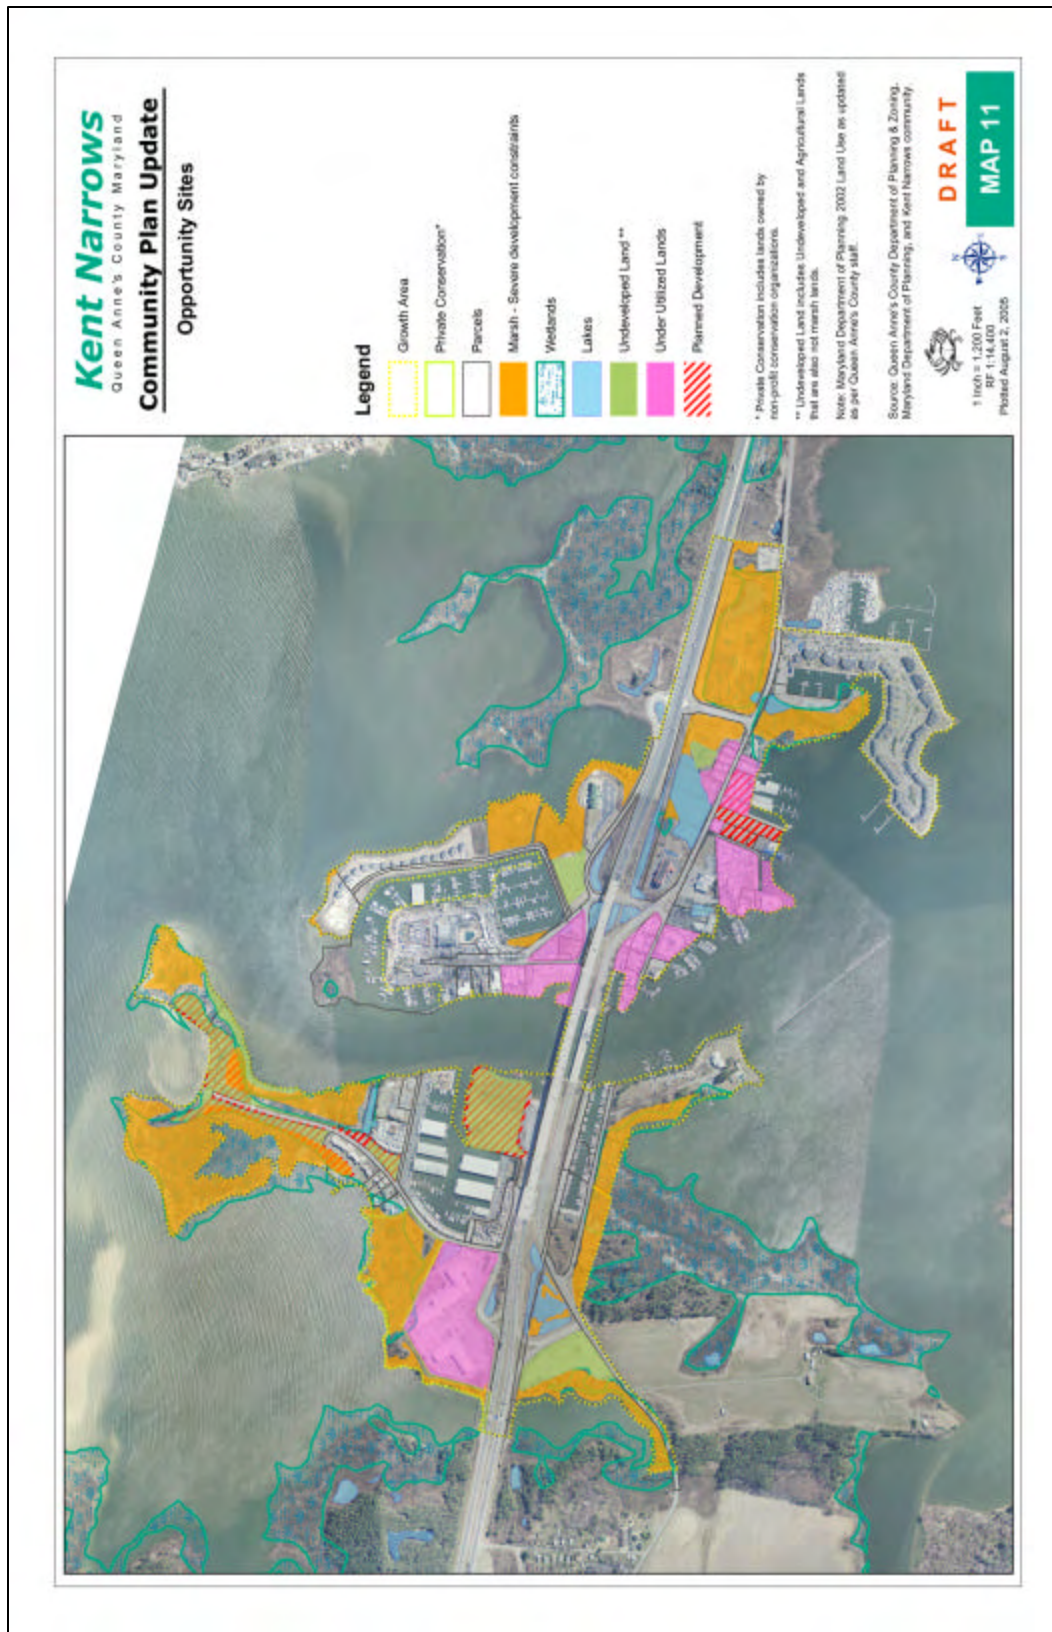 Kent Narrows
Queen Anne's County Maryland
Community Plan Update
Opportunity Sites
Legend
Growth Area
Private Conservation*
Parcels
Marsh - Severe development constraints
Wetlands
Lakes
Undeveloped Land **
Under Utilized Lands
Planned Development
* Private Conservation includes lands owned by
non-profit conservation organizations.
** Undeveloped Land includes Undeveloped and Agricultural Lands
that are also not marsh lands.
Note: Maryland Department of Planning 2002 Land Use as updated
as per Queen Anne's County staff.
Source: Queen Anne's County Department of Planning & Zoning,
Maryland Department of Planning, and Kent Narrows community.
N
S
1 Inch = 1,200 Feet
RF 1:14,400
Plotted August 2, 2005
DRAFT
MAP 11